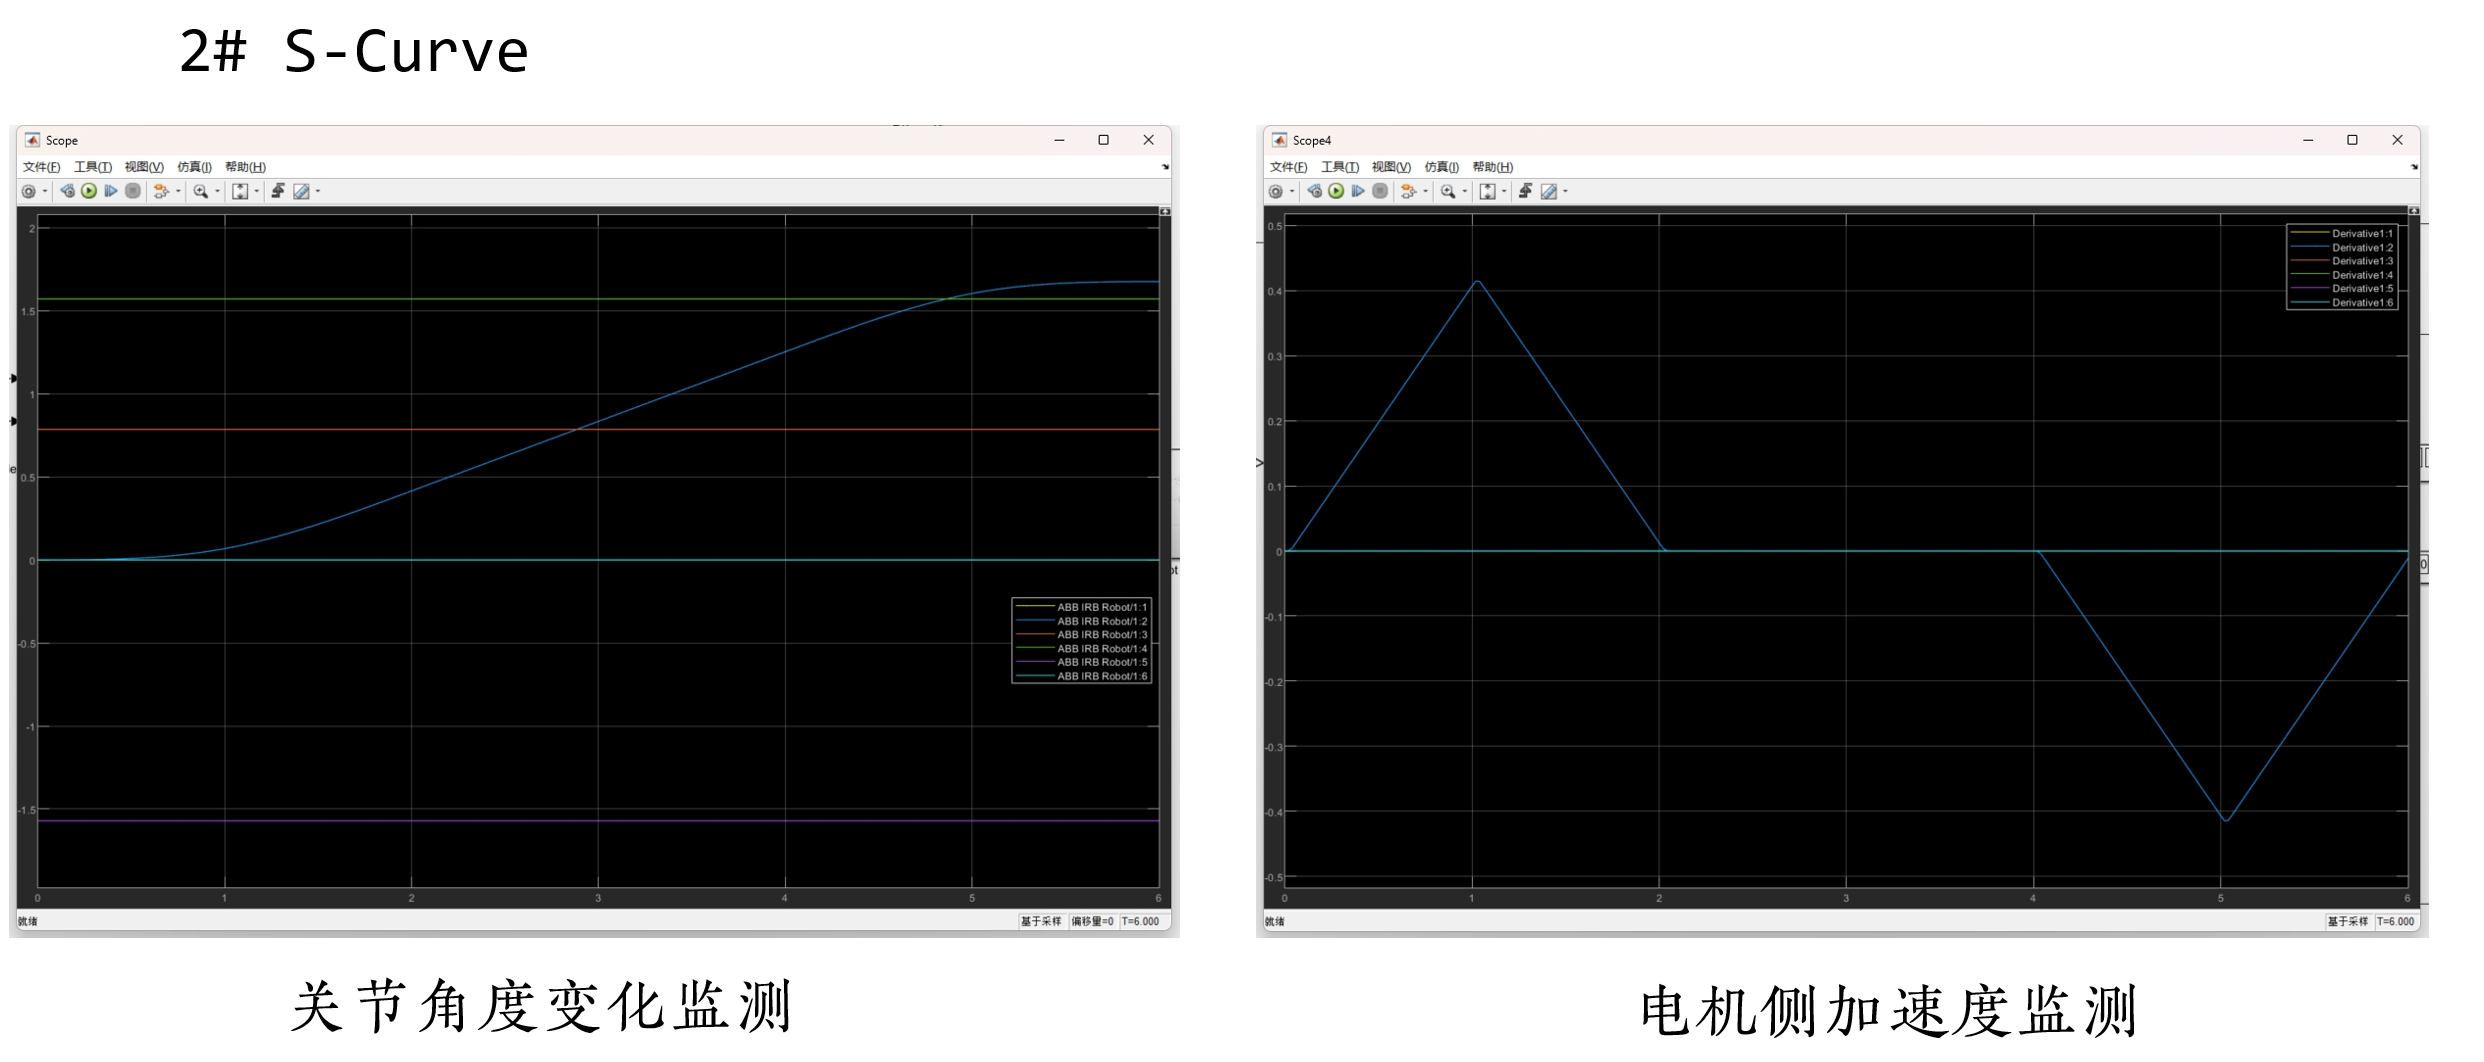 2# S-Curve
Scope
文件(F) 工具(T) 视图(V) 仿真(I) 帮助(H)
2
1.5
1
0.5
0
-0.5
-1
-1.5
0 1 2 3 4 5 6
ABB IRB Robot/1:1
ABB IRB Robot/1:2
ABB IRB Robot/1:3
ABB IRB Robot/1:4
ABB IRB Robot/1:5
ABB IRB Robot/1:6
就绪
基于采样 偏移量=0 T=6.000
关节角度变化监测
Scope4
文件(F) 工具(T) 视图(V) 仿真(I) 帮助(H)
0.5
0.4
0.3
0.2
0.1
0
-0.1
-0.2
-0.3
-0.4
-0.5
0 1 2 3 4 5 6
Derivative1:1
Derivative1:2
Derivative1:3
Derivative1:4
Derivative1:5
Derivative1:6
就绪
基于采样 T=6.000
电机侧加速度监测